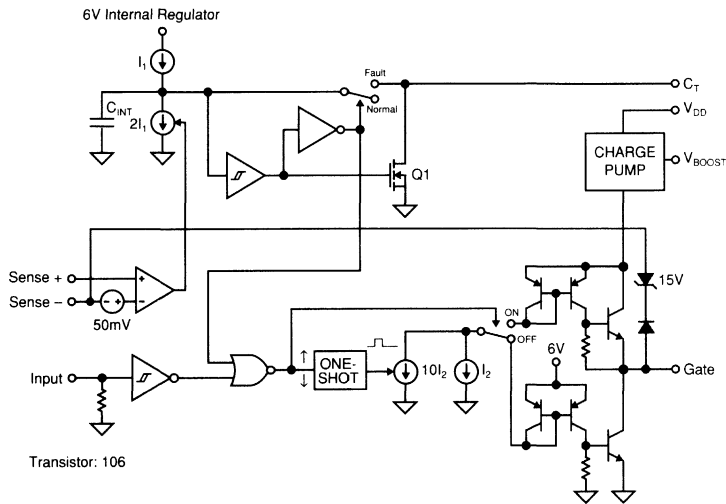 6V Internal Regulator
I1
Fault
CT
CINT
Normal
VDD
2I1
CHARGE
PUMP
VBOOST
Q1
Sense +
+
15V
Sense –
– +
–
50mV
ON
OFF
6V
Input
ONE-
SHOT
10I2
I2
Gate
Transistor: 106